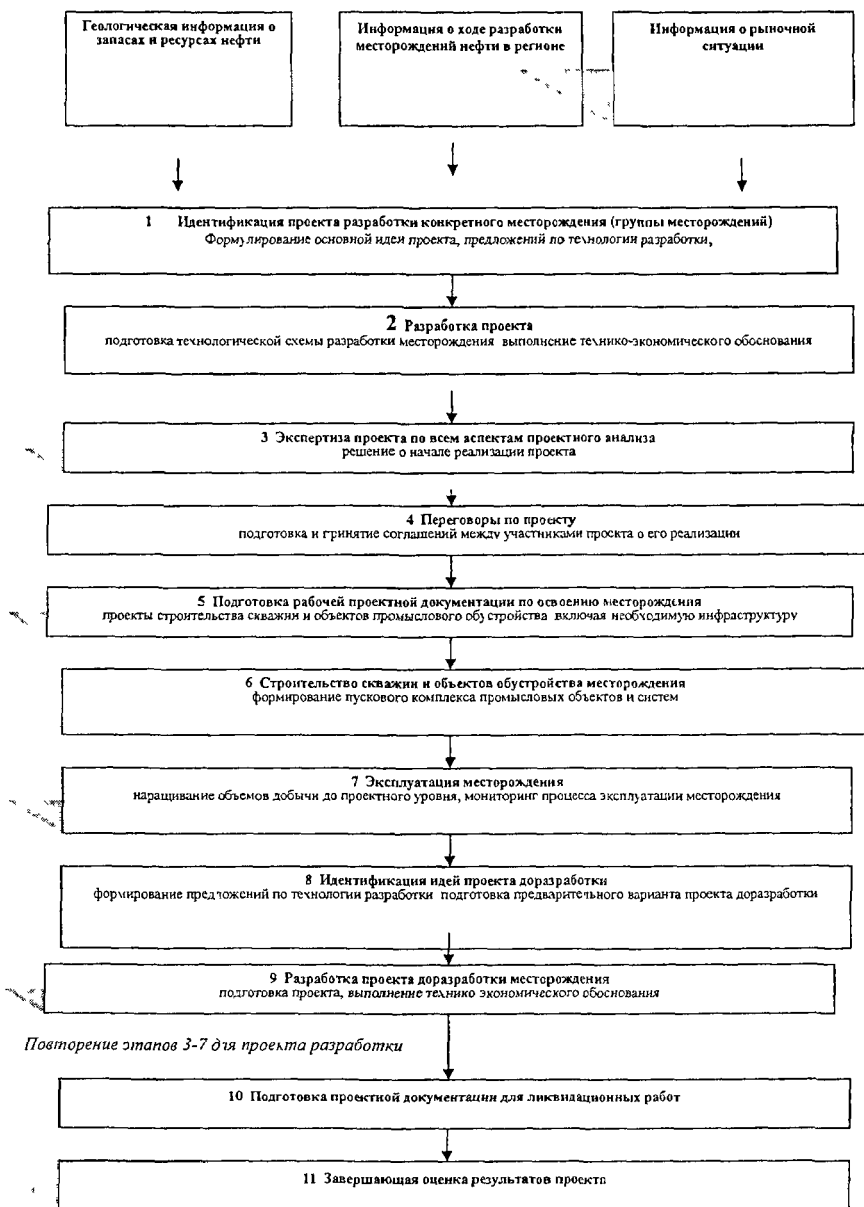 Геологическая информация о
запасах и ресурсах нефти
Информация о ходе разработки
месторождений нефти в регионе
Информация о рыночной
ситуации
1 Идентификация проекта разработки конкретного месторождения (группы месторождений)
Формулирование основной идеи проекта, предложений по технологии разработки,
2 Разработка проекта
подготовка технологической схемы разработки месторождения выполнение технико-экономического обоснования
3 Экспертиза проекта по всем аспектам проектного анализа
решение о начале реализации проекта
4 Переговоры по проекту
подготовка и гринятие соглашений между участниками проекта о его реализации
5 Подготовка рабочей проектной документации по освоению месторождения
проекты строительства скважин и объектов промыслового обустройства включая необходимую инфраструктуру
6 Строительство скважин и объектов обустройства месторождения
формирование пускового комплекса промысловых объектов и систем
7 Эксплуатация месторождения
наращивание объемов добычи до проектного уровня, мониторинг процесса эксплуатации месторождения
8 Идентификация идей проекта доразработки
формирование предложений по технологии разработки подготовка предварительного варианта проекта доразработки
9 Разработка проекта доразработки месторождения
подготовка проекта, выполнение технико экономического обоснования
Повторение этапов 3-7 для проекта разработки
10 Подготовка проектной документации для ликвидационных работ
11 Завершающая оценка результатов проекта